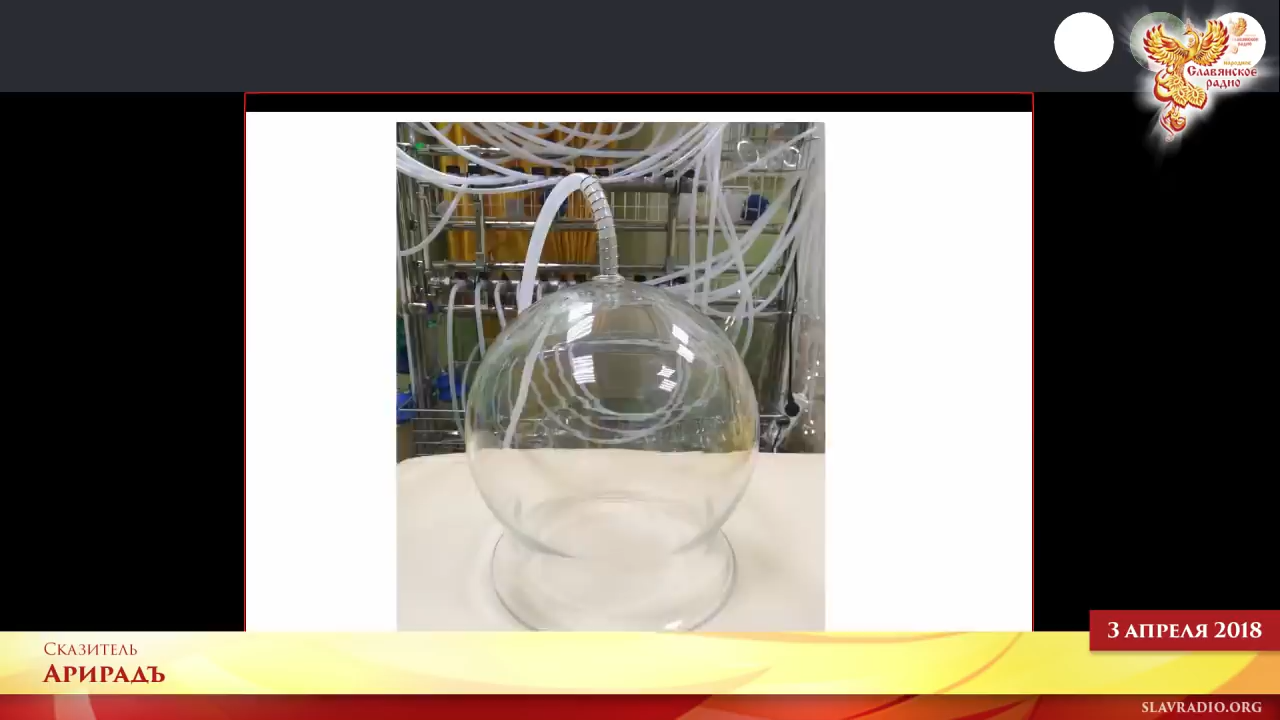 народное
Славянское
радио
3 апреля 2018
Сказитель
Арирадъ
slavradio.org